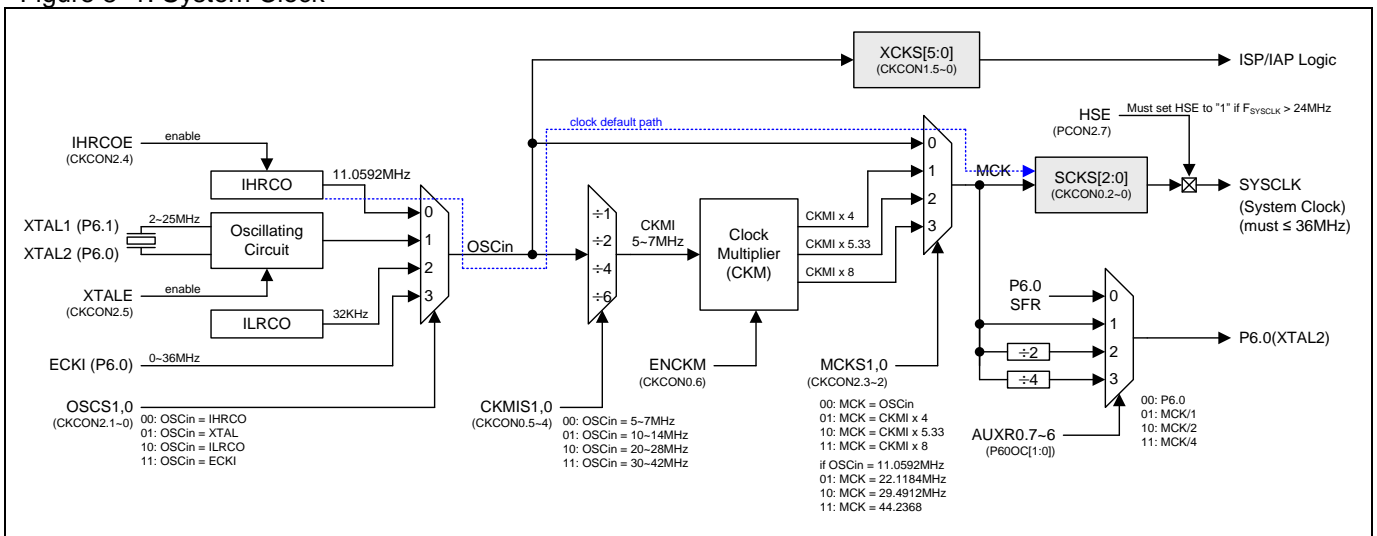 System Clock
XCKS[5:0]
(CKCON1.5~0)
ISP/IAP Logic
HSE
(PCON2.7)
Must set HSE to "1" if FSYSCLK > 24MHz
clock default path
IHRCOE
(CKCON2.4)
enable
IHRCO
11.0592MHz
XTAL1 (P6.1)
XTAL2 (P6.0)
2~25MHz
Oscillating
Circuit
XTALE
(CKCON2.5)
enable
ILRCO
32KHz
ECKI (P6.0)
0~36MHz
OSCS1,0
(CKCON2.1~0)
00: OSCin = IHRCO
01: OSCin = XTAL
10: OSCin = ILRCO
11: OSCin = ECKI
0
1
2
3
OSCin
÷1
÷2
÷4
÷6
CKMI
5~7MHz
CKMIS1,0
(CKCON0.5~4)
00: OSCin = 5~7MHz
01: OSCin = 10~14MHz
10: OSCin = 20~28MHz
11: OSCin = 30~42MHz
Clock
Multiplier
(CKM)
ENCKM
(CKCON0.6)
CKMI x 4
CKMI x 5.33
CKMI x 8
0
1
2
3
MCKS1,0
(CKCON2.3~2)
00: MCK = OSCin
01: MCK = CKMI x 4
10: MCK = CKMI x 5.33
11: MCK = CKMI x 8
if OSCin = 11.0592MHz
01: MCK = 22.1184MHz
10: MCK = 29.4912MHz
11: MCK = 44.2368
MCK
SCKS[2:0]
(CKCON0.2~0)
SYSCLK
(System Clock)
(must ≤ 36MHz)
P6.0
SFR
÷2
÷4
0
1
2
3
P6.0(XTAL2)
AUXR0.7~6
(P60OC[1:0])
00: P6.0
01: MCK/1
10: MCK/2
11: MCK/4